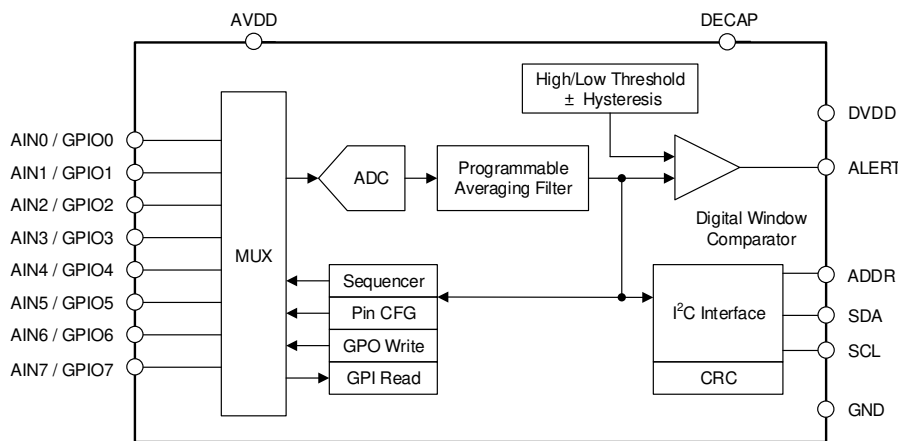 AVDD
DECAP
High/Low Threshold
± Hysteresis
DVDD
AIN0 / GPIO0
AIN1 / GPIO1
AIN2 / GPIO2
AIN3 / GPIO3
AIN4 / GPIO4
AIN5 / GPIO5
AIN6 / GPIO6
AIN7 / GPIO7
MUX
ADC
Programmable
Averaging Filter
ALERT
Digital Window
Comparator
Sequencer
Pin CFG
GPO Write
GPI Read
I²C Interface
CRC
ADDR
SDA
SCL
GND